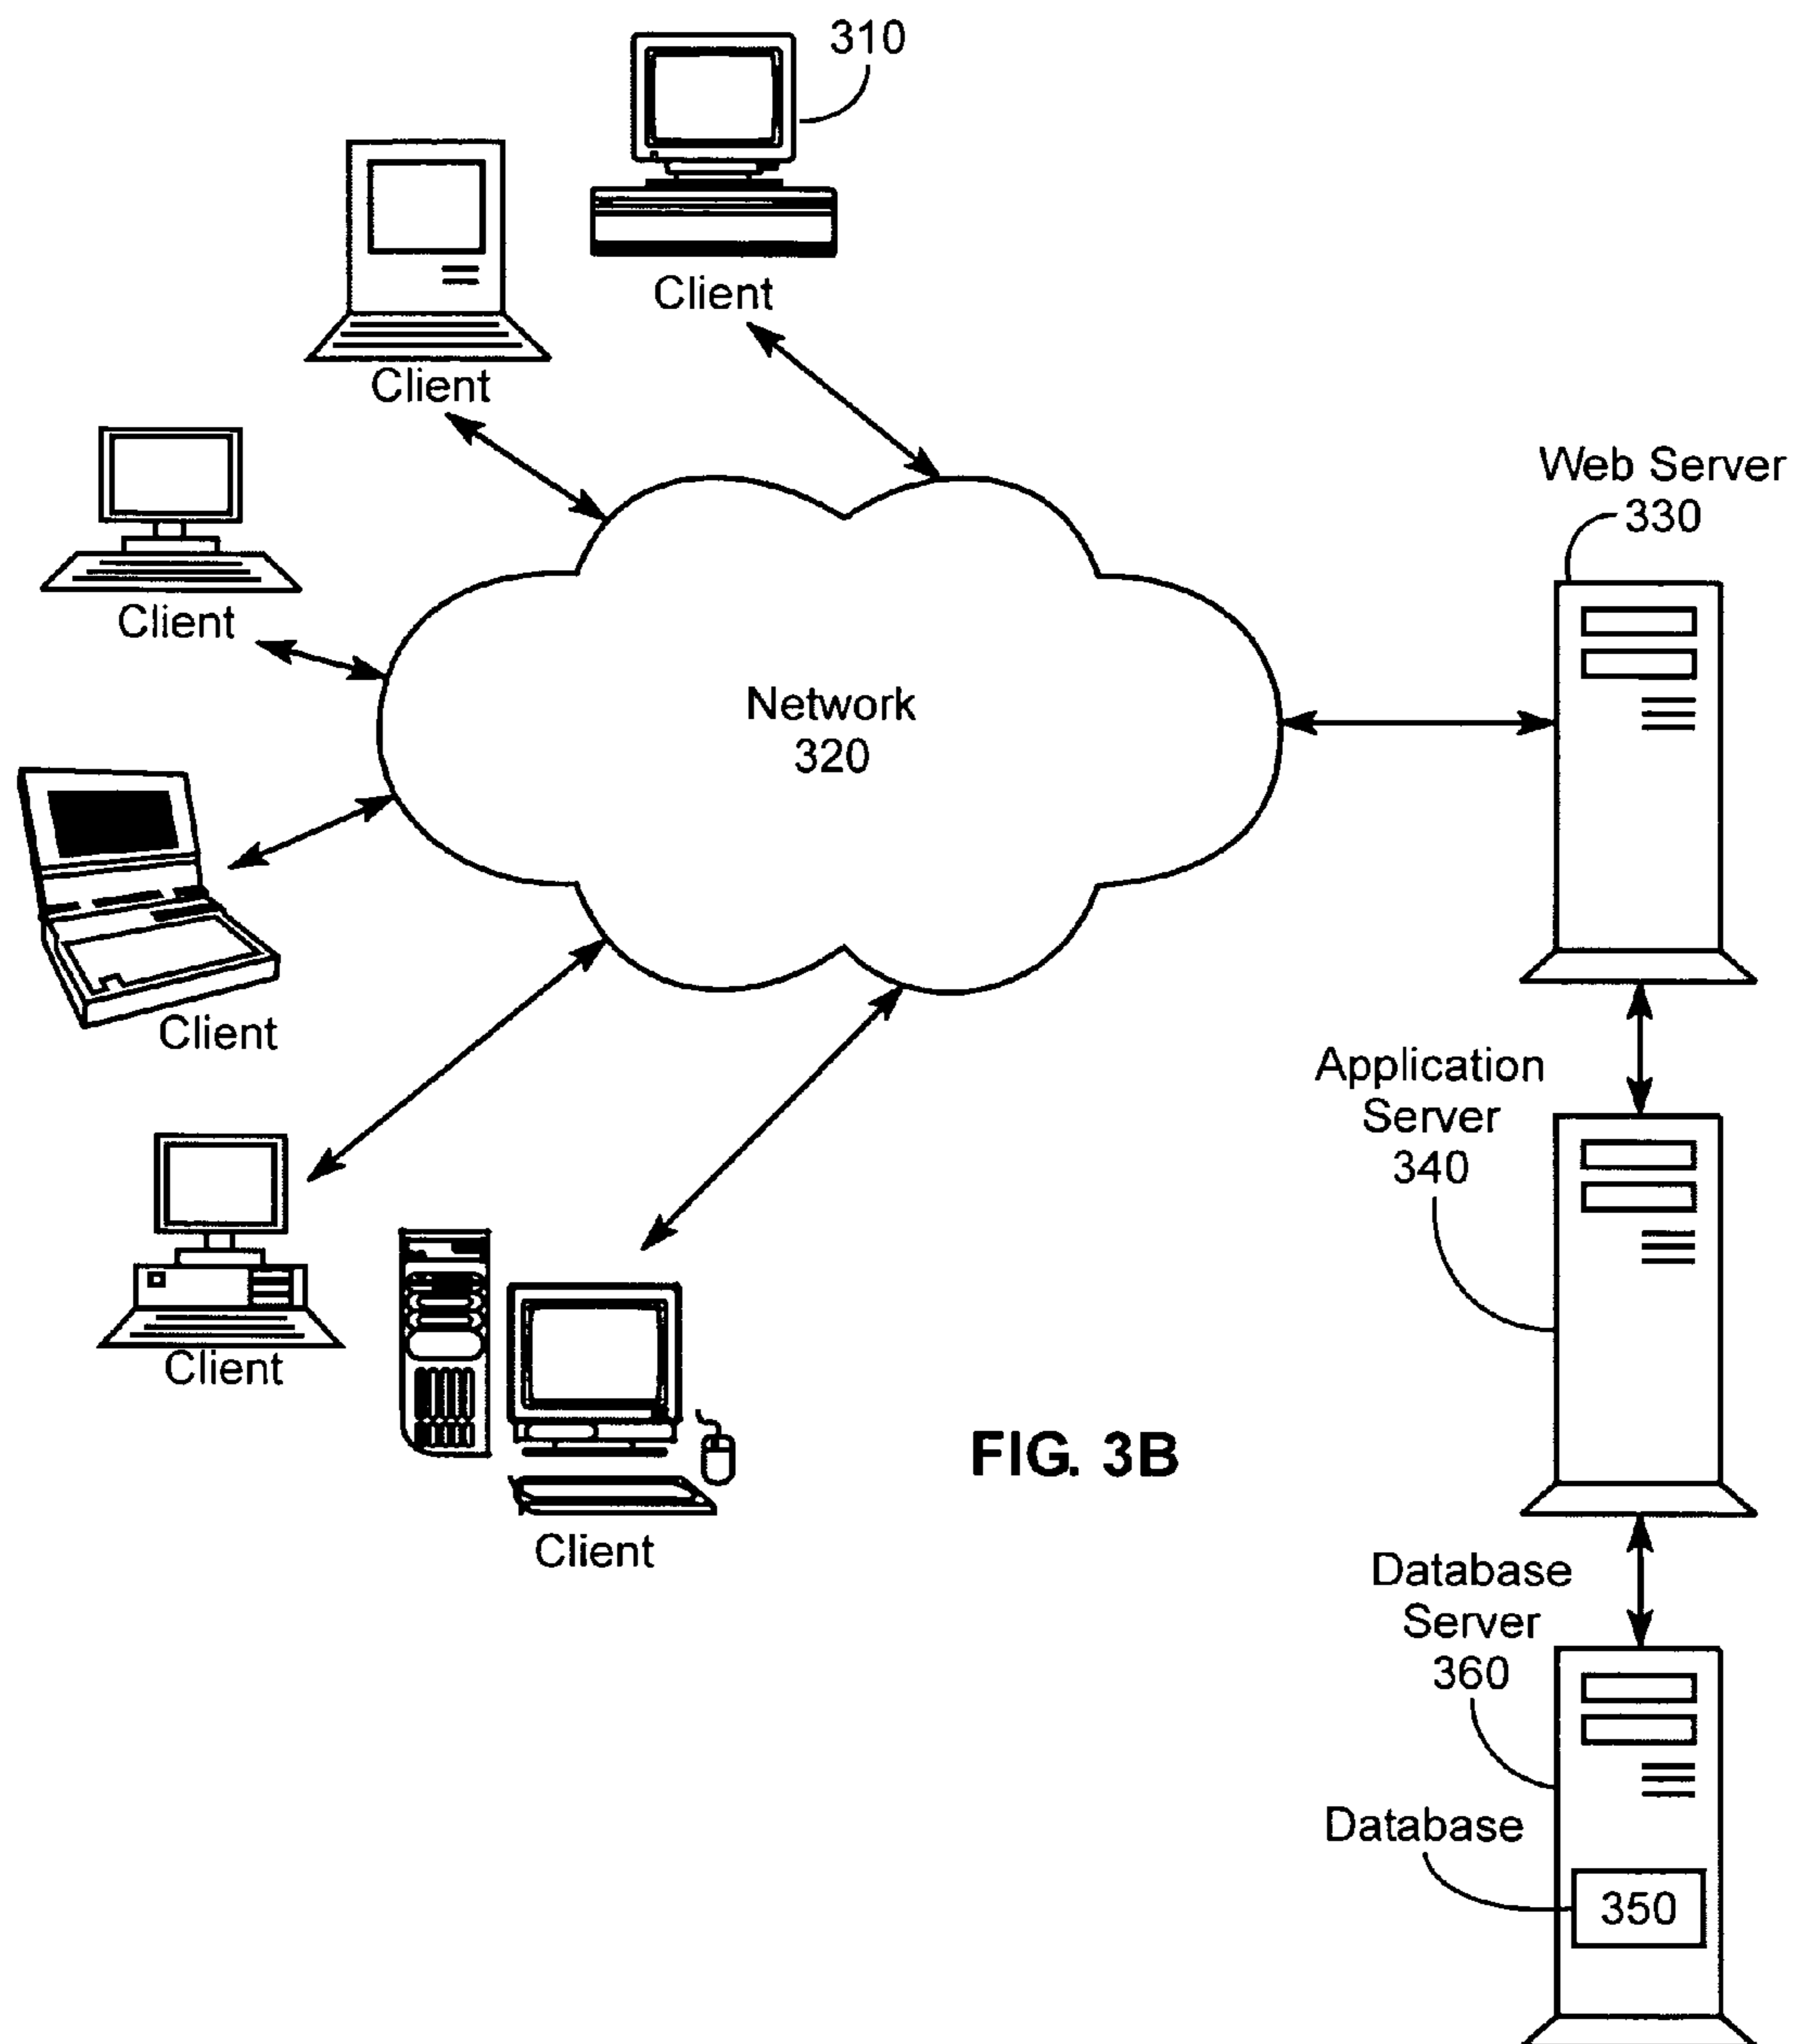 310
Client
Client
Client
Client
Client
Client
Network
320
Web Server
330
Application
Server
340
Database
Server
360
Database
350
FIG. 3B